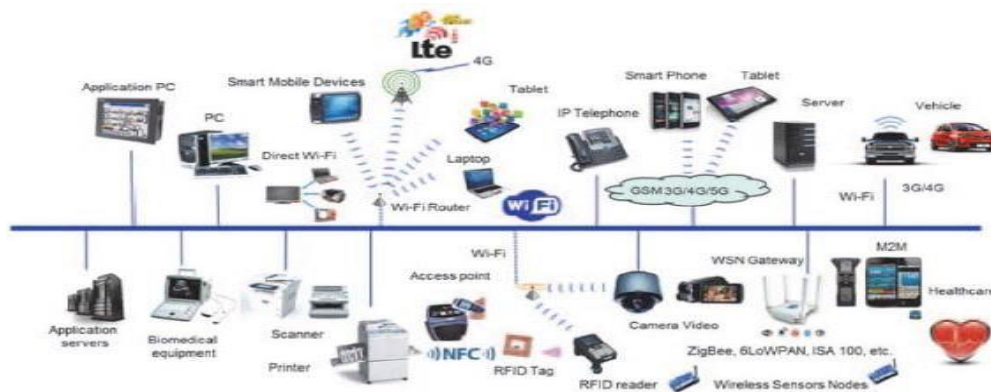 Lte
4G
Application PC
Smart Mobile Devices
Tablet
Smart Phone
Tablet
PC
IP Telephone
Server
Vehicle
Direct Wi-Fi
Laptop
GSM 3G/4G/5G
Wi-Fi Router
WiFi
Wi-Fi
3G/4G
Wi-Fi
WSN Gateway
M2M
Access point
Healthcare
Application
servers
Biomedical
equipment
Scanner
Camera Video
Printer
NFC
RFID Tag
RFID reader
ZigBee, 6LoWPAN, ISA 100, etc.
Wireless Sensors Nodes